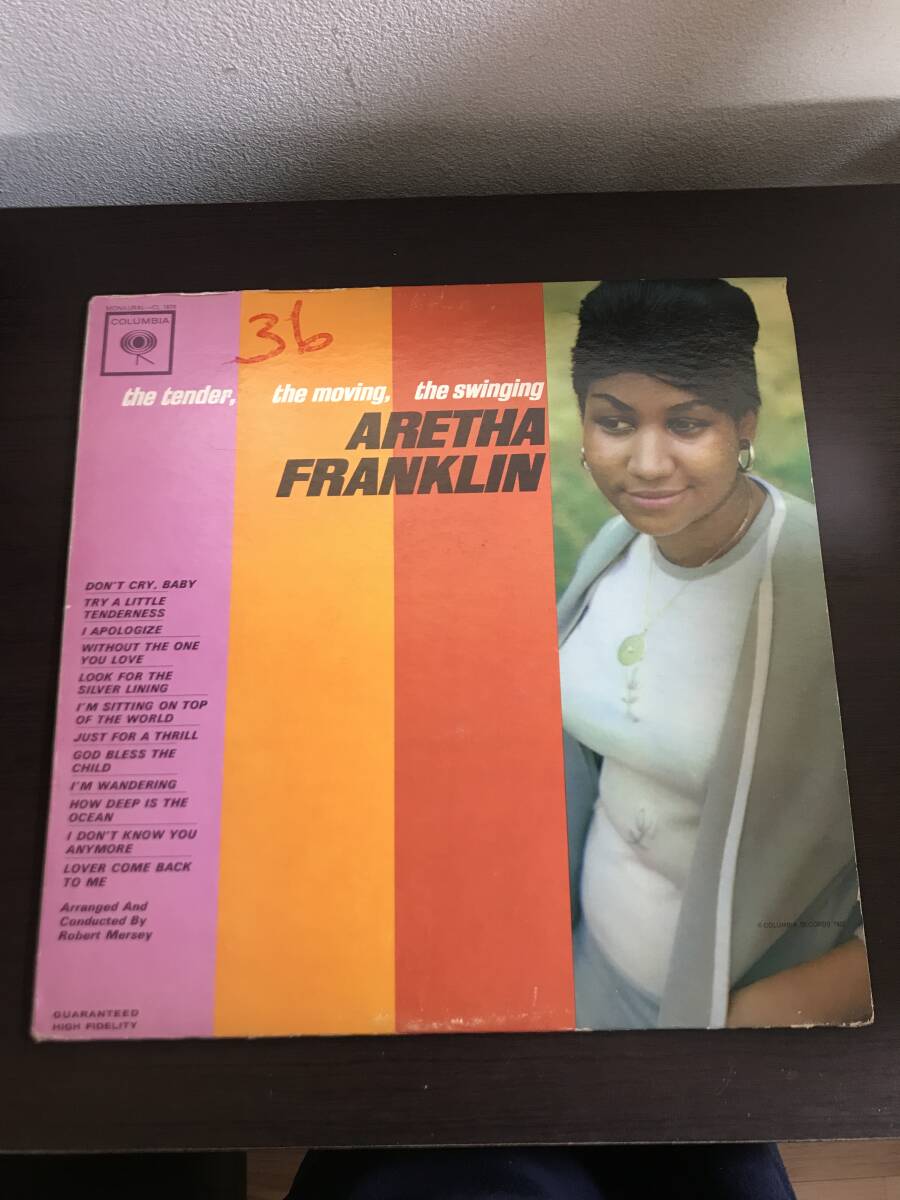 MONAURAL—CL 1876
COLUMBIA
36
the tender, the moving, the swinging
ARETHA
FRANKLIN
DON'T CRY, BABY
TRY A LITTLE
TENDERNESS
I APOLOGIZE
WITHOUT THE ONE
YOU LOVE
LOOK FOR THE
SILVER LINING
I'M SITTING ON TOP
OF THE WORLD
JUST FOR A THRILL
GOD BLESS THE
CHILD
I'M WANDERING
HOW DEEP IS THE
OCEAN
I DON'T KNOW YOU
ANYMORE
LOVER COME BACK
TO ME
Arranged And
Conducted By
Robert Mersey
GUARANTEED
HIGH FIDELITY
© COLUMBIA RECORDS 1962